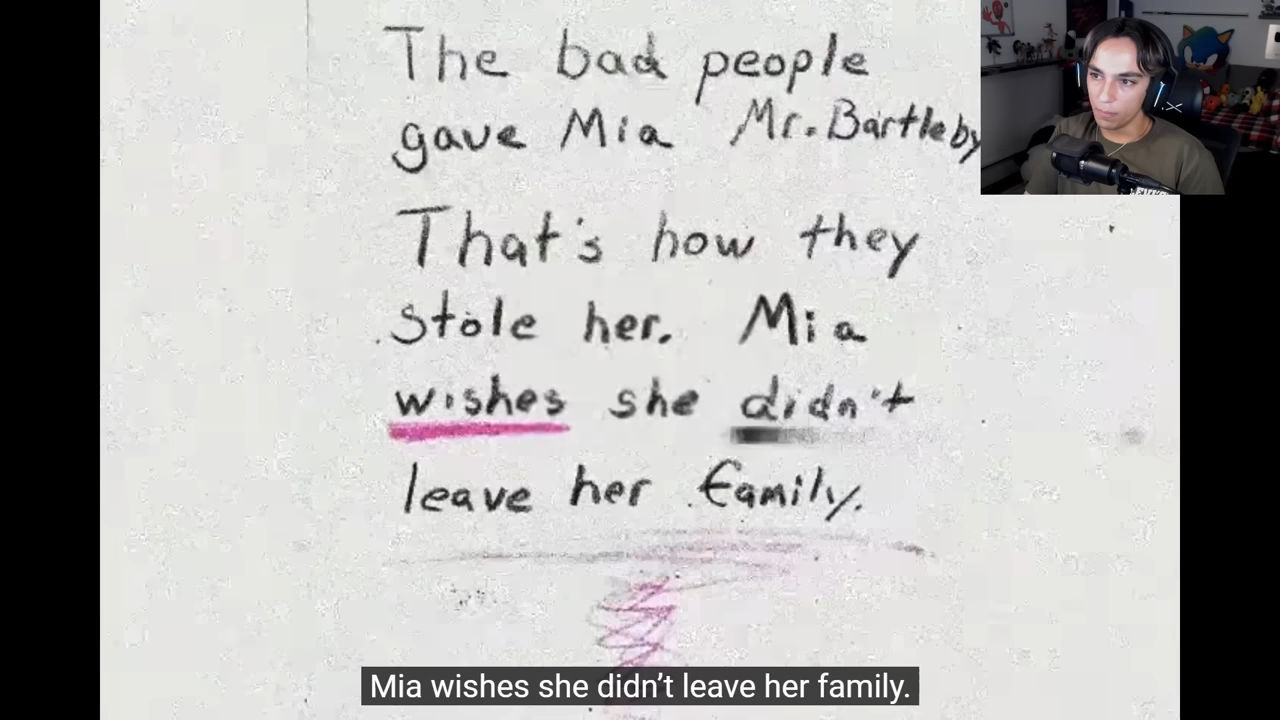 The bad people
gave Mia Mr. Bartleby
That's how they
stole her. Mia
wishes she didn't
leave her family.
Mia wishes she didn't leave her family.